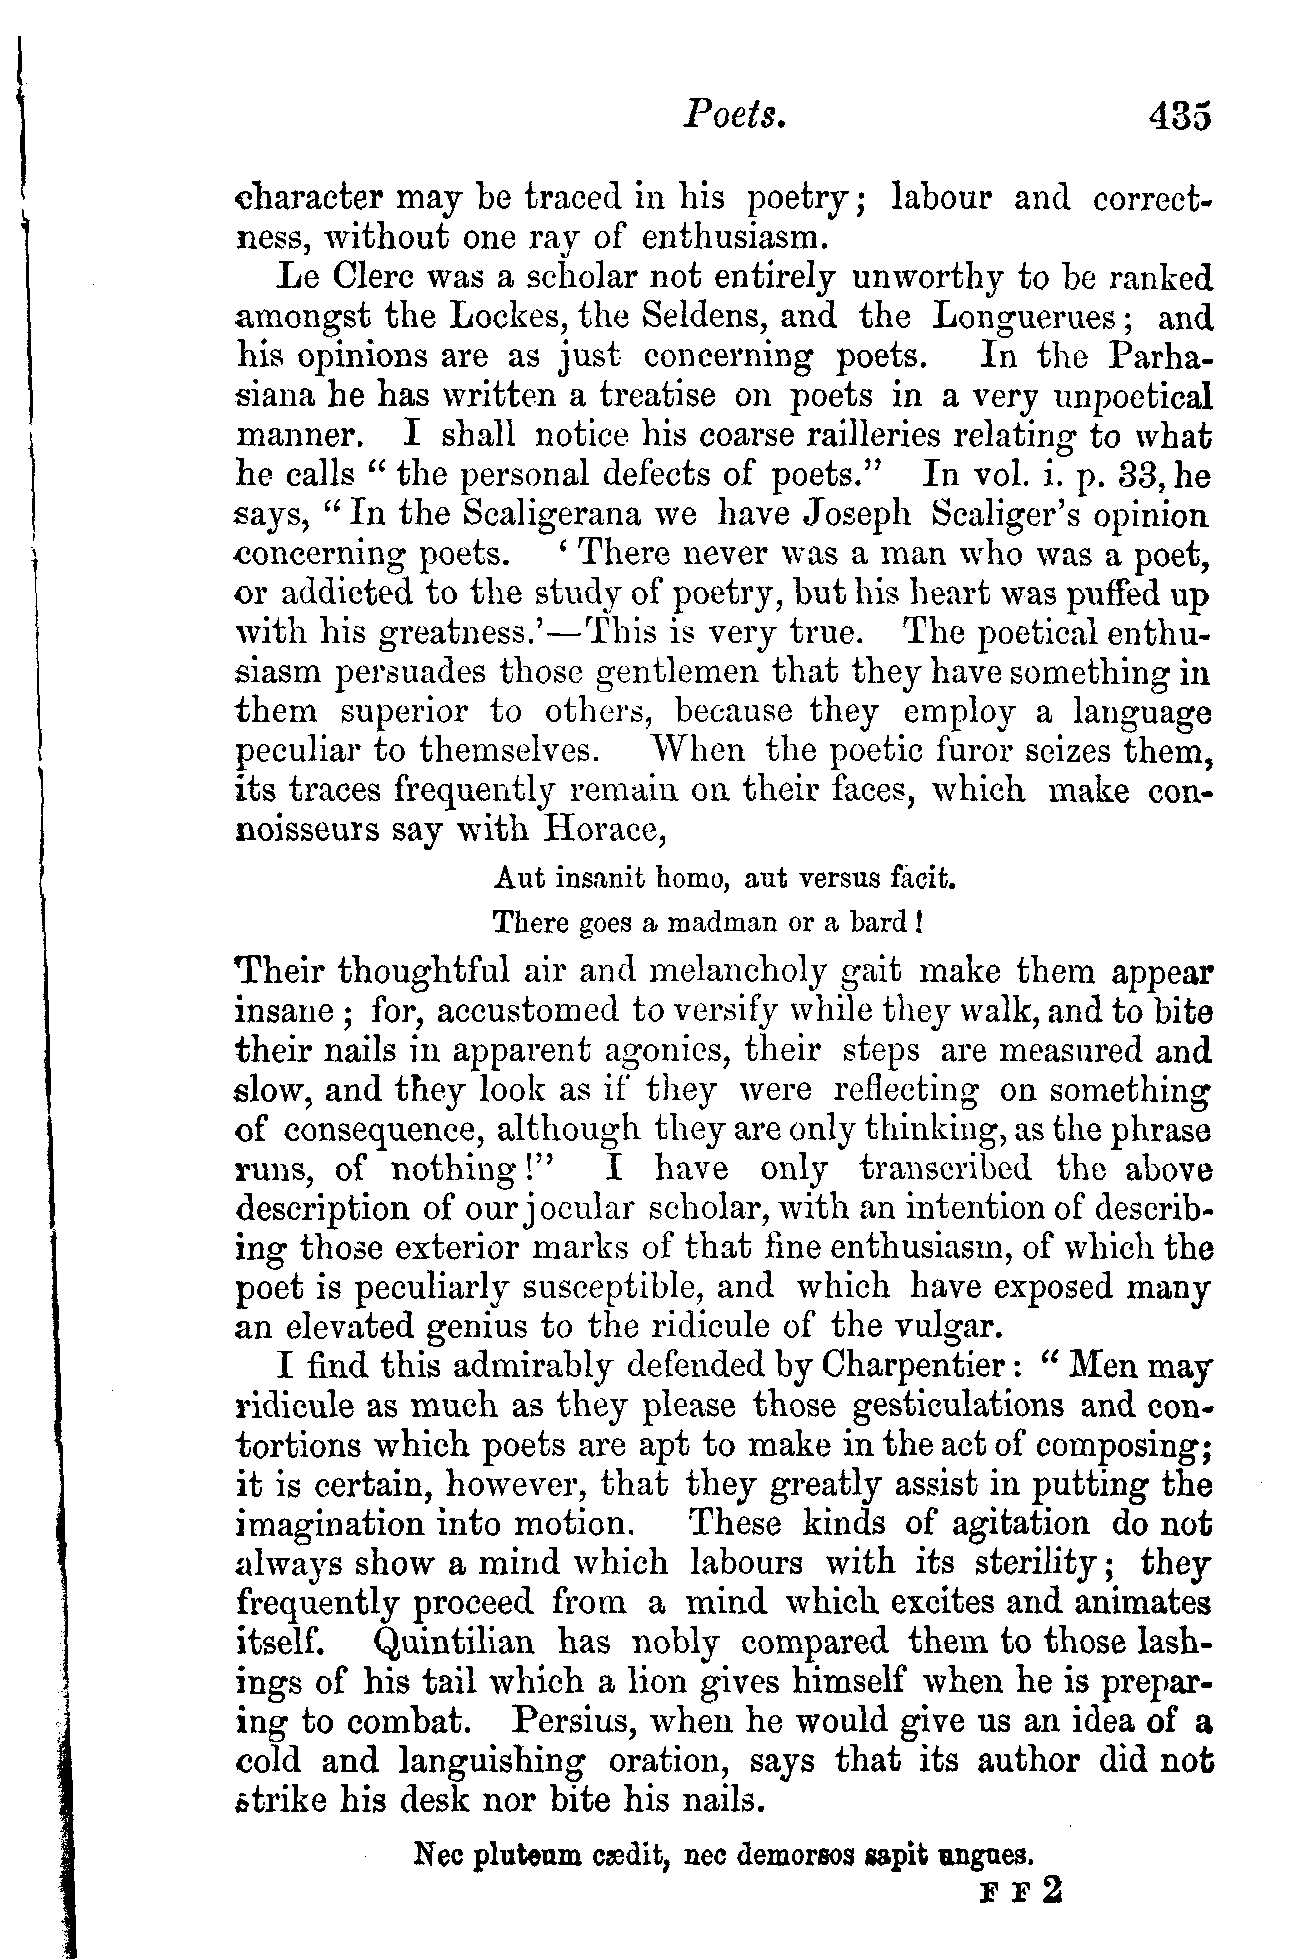 Poets. 435
character may be traced in his poetry; labour and correct-
ness, without one ray of enthusiasm.
Le Clerc was a scholar not entirely unworthy to be ranked
amongst the Lockes, the Seldens, and the Longuerues; and
his opinions are as just concerning poets. In the Parha-
siana he has written a treatise on poets in a very unpoetical
manner. I shall notice his coarse railleries relating to what
he calls “the personal defects of poets.” In vol. i. p. 33, he
says, “In the Scaligerana we have Joseph Scaliger’s opinion
concerning poets. ‘There never was a man who was a poet,
or addicted to the study of poetry, but his heart was puffed up
with his greatness.’—This is very true. The poetical enthu-
siasm persuades those gentlemen that they have something in
them superior to others, because they employ a language
peculiar to themselves. When the poetic furor seizes them,
its traces frequently remain on their faces, which make con-
noisseurs say with Horace,
Aut insanit homo, aut versus facit.
There goes a madman or a bard!
Their thoughtful air and melancholy gait make them appear
insane; for, accustomed to versify while they walk, and to bite
their nails in apparent agonies, their steps are measured and
slow, and they look as if they were reflecting on something
of consequence, although they are only thinking, as the phrase
runs, of nothing!” I have only transcribed the above
description of our jocular scholar, with an intention of describ-
ing those exterior marks of that fine enthusiasm, of which the
poet is peculiarly susceptible, and which have exposed many
an elevated genius to the ridicule of the vulgar.
I find this admirably defended by Charpentier: “Men may
ridicule as much as they please those gesticulations and con-
tortions which poets are apt to make in the act of composing;
it is certain, however, that they greatly assist in putting the
imagination into motion. These kinds of agitation do not
always show a mind which labours with its sterility; they
frequently proceed from a mind which excites and animates
itself. Quintilian has nobly compared them to those lash-
ings of his tail which a lion gives himself when he is prepar-
ing to combat. Persius, when he would give us an idea of a
cold and languishing oration, says that its author did not
strike his desk nor bite his nails.
Nec pluteum cædit, nec demorsos sapit ungues.
F F 2